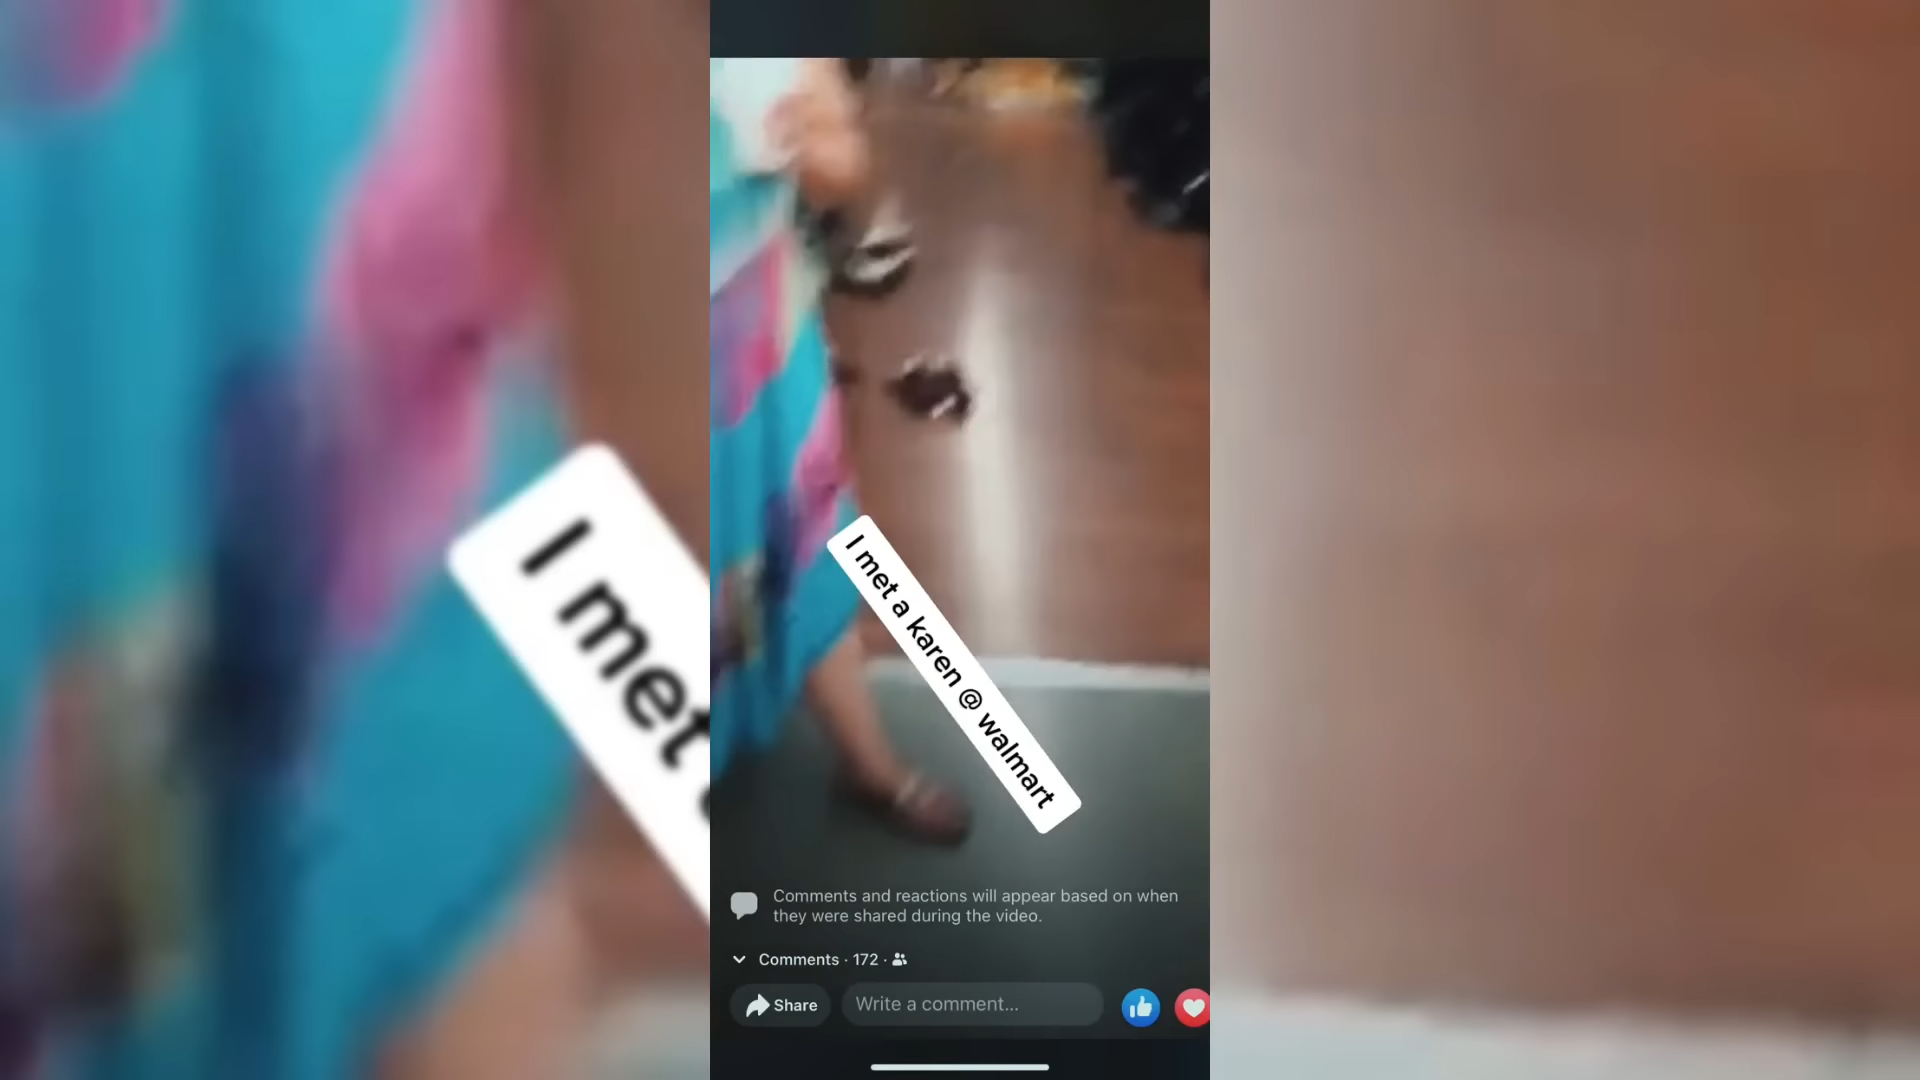 I met
I met a karen @ walmart
Comments and reactions will appear based on when
they were shared during the video.
Comments · 172 ·
Share
Write a comment...